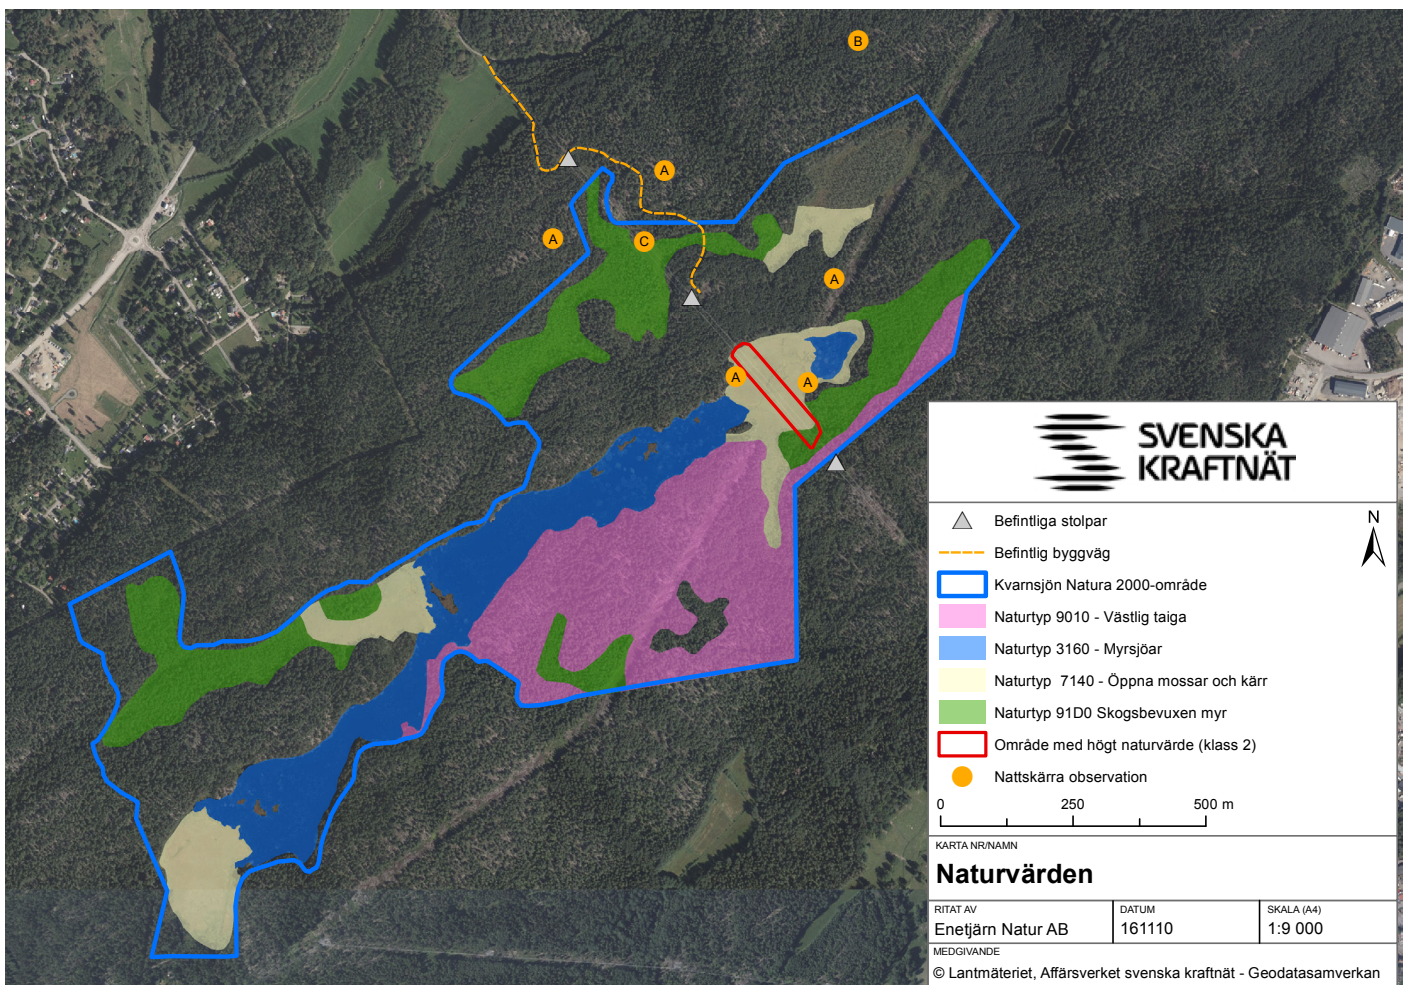 B
A
A
C
A
A
A
SVENSKA
KRAFTNÄT
N
Befintliga stolpar
Befintlig byggväg
Kvarnsjön Natura 2000-område
Naturtyp 9010 - Västlig taiga
Naturtyp 3160 - Myrsjöar
Naturtyp 7140 - Öppna mossar och kärr
Naturtyp 91D0 Skogsbevuxen myr
Område med högt naturvärde (klass 2)
Nattskärra observation
0 250 500 m
KARTA NR/NAMN
Naturvärden
RITAT AV DATUM SKALA (A4)
Enetjärn Natur AB 161110 1:9 000
MEDGIVANDE
© Lantmäteriet, Affärsverket svenska kraftnät - Geodatasamverkan